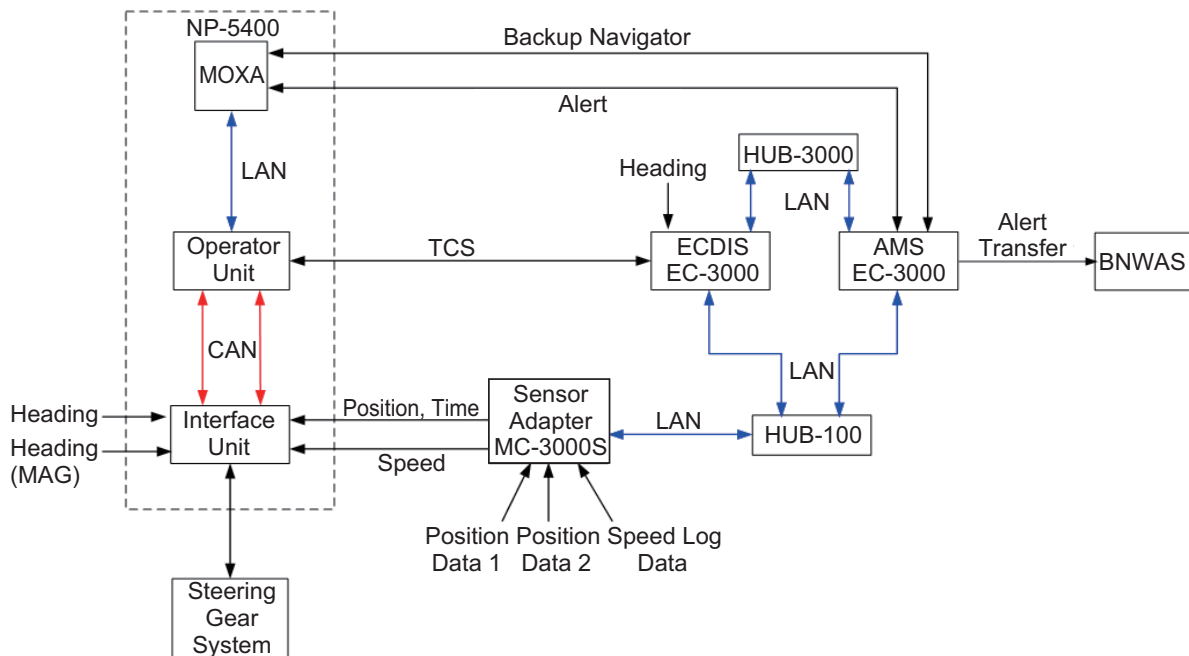 NP-5400
MOXA
Backup Navigator
Alert
LAN
HUB-3000
Heading
LAN
Operator
Unit
TCS
ECDIS
EC-3000
AMS
EC-3000
Alert
Transfer
BNWAS
CAN
LAN
Heading
Heading
(MAG)
Interface
Unit
Position, Time
Speed
Sensor
Adapter
MC-3000S
LAN
HUB-100
Position
Data 1
Position
Data 2
Speed Log
Data
Steering
Gear
System